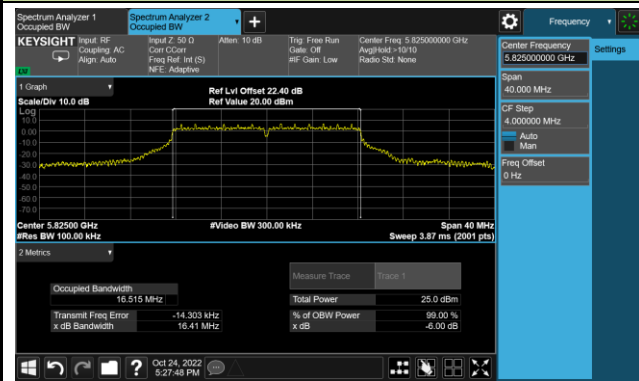 Spectrum Analyzer 1
Occupied BW
Spectrum Analyzer 2
Occupied BW
Frequency
KEYSIGHT
Input: RF
Coupling: AC
Align: Auto
Input Z: 50 Ω
Corr CCorr
Freq Ref: Int (S)
NFE: Adaptive
Atten: 10 dB
Trig: Free Run
Gate: Off
#IF Gain: Low
Center Freq: 5.825000000 GHz
Avg|Hold:>10/10
Radio Std: None
Center Frequency
5.825000000 GHz
Settings
Span
40.000 MHz
CF Step
4.000000 MHz
Auto
Man
Freq Offset
0 Hz
1 Graph
Scale/Div 10.0 dB
Ref Lvl Offset 22.40 dB
Ref Value 20.00 dBm
Log
10.0
0.00
-10.0
-20.0
-30.0
-40.0
-50.0
-60.0
-70.0
Center 5.82500 GHz
#Res BW 100.00 kHz
#Video BW 300.00 kHz
Span 40 MHz
Sweep 3.87 ms (2001 pts)
2 Metrics
Measure Trace
Trace 1
Occupied Bandwidth
16.515 MHz
Total Power
25.0 dBm
Transmit Freq Error
-14.303 kHz
% of OBW Power
99.00 %
x dB Bandwidth
16.41 MHz
x dB
-6.00 dB
?
Oct 24, 2022
5:27:48 PM